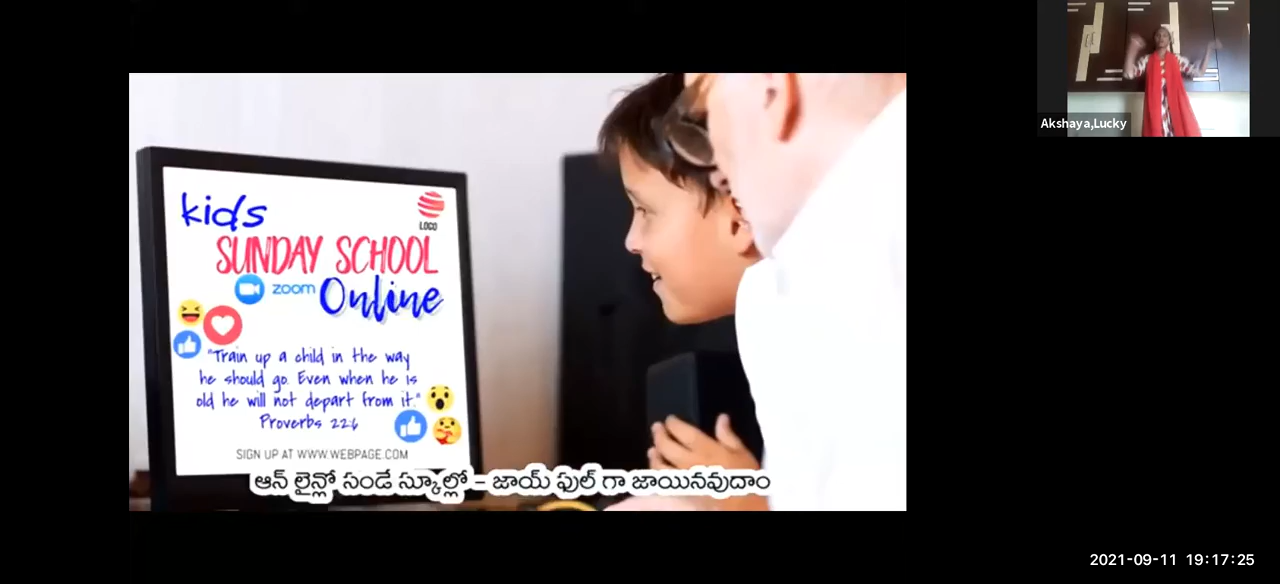 kids
LOGO
SUNDAY SCHOOL
zoom Online
"Train up a child in the way
he should go. Even when he is
old he will not depart from it."
Proverbs 22:6
SIGN UP AT WWW.WEBPAGE.COM
ఆన్ లైన్లో సండే స్కూల్లో – జాయ్ ఫుల్ గా జాయినవుదాం
Akshaya,Lucky
2021-09-11 19:17:25